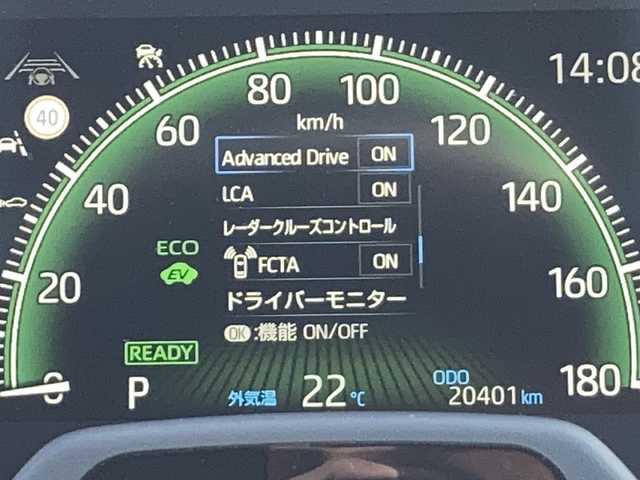 14:08
40
80 100
60 120
km/h
Advanced Drive ON
LCA ON
40 140
レーダークルーズコントロール
ECO
EV
FCTA ON
20 160
ドライバーモニター
OK:機能 ON/OFF
READY
0 180
P
外気温 22℃
ODO
20401 km